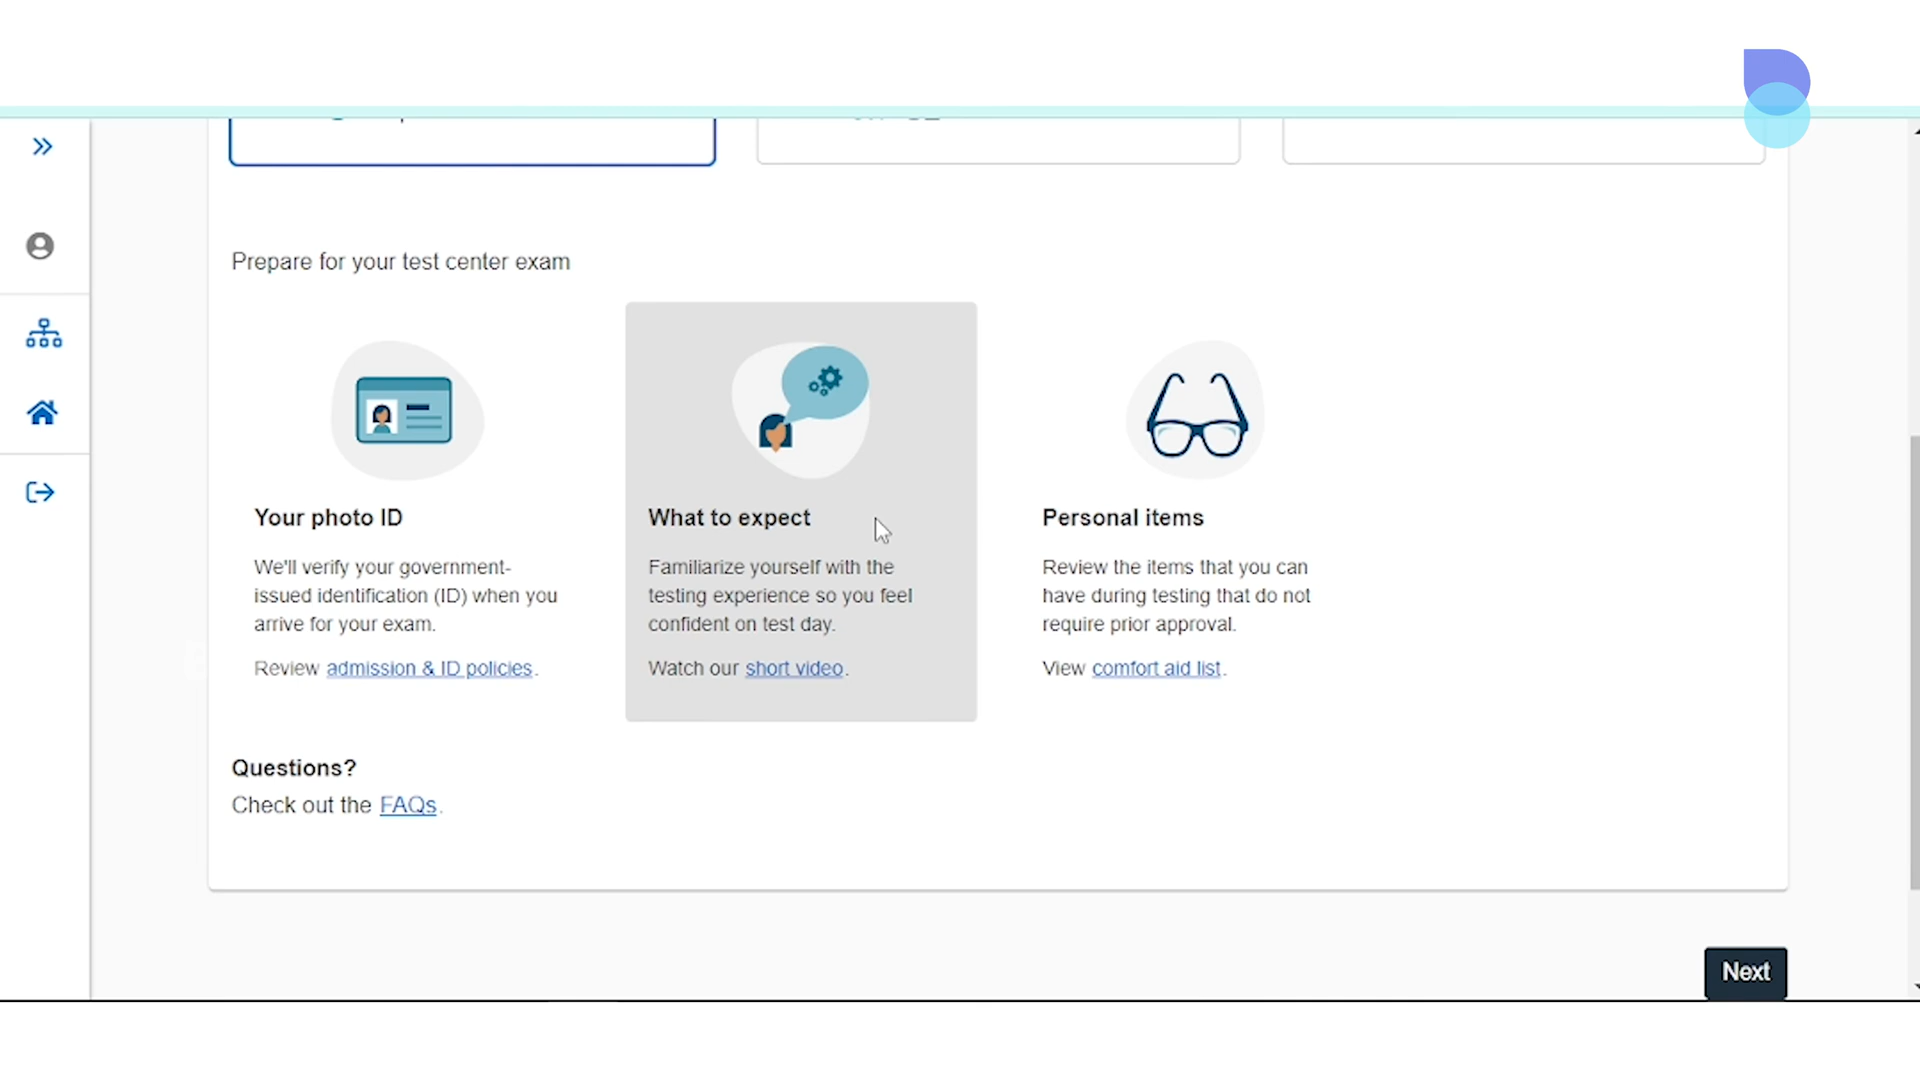 Prepare for your test center exam
Your photo ID
We'll verify your government-
issued identification (ID) when you
arrive for your exam.
Review admission & ID policies.
What to expect
Familiarize yourself with the
testing experience so you feel
confident on test day.
Watch our short video.
Personal items
Review the items that you can
have during testing that do not
require prior approval.
View comfort aid list.
Questions?
Check out the FAQs.
Next